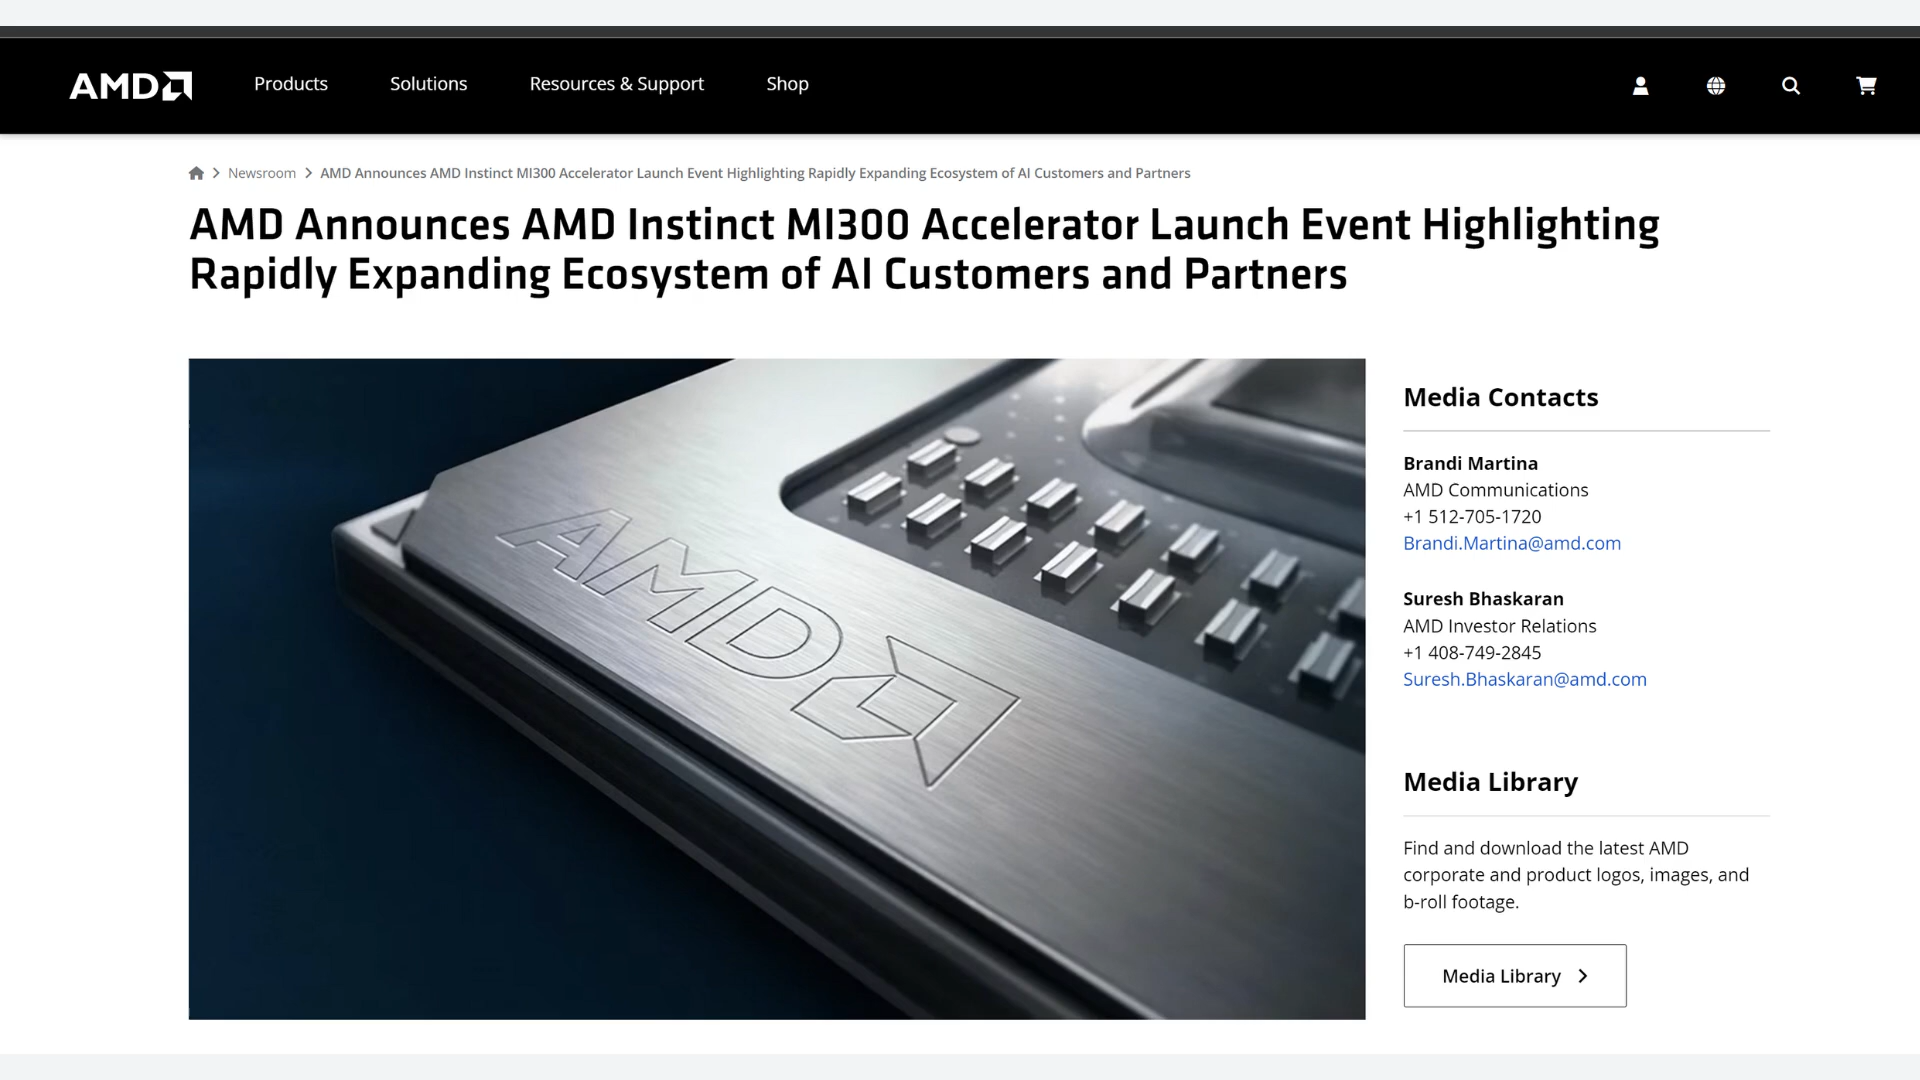 AMD
Products
Solutions
Resources & Support
Shop
Newsroom
AMD Announces AMD Instinct MI300 Accelerator Launch Event Highlighting Rapidly Expanding Ecosystem of AI Customers and Partners
AMD Announces AMD Instinct MI300 Accelerator Launch Event Highlighting
Rapidly Expanding Ecosystem of AI Customers and Partners
AMD
Media Contacts
Brandi Martina
AMD Communications
+1 512-705-1720
Brandi.Martina@amd.com
Suresh Bhaskaran
AMD Investor Relations
+1 408-749-2845
Suresh.Bhaskaran@amd.com
Media Library
Find and download the latest AMD
corporate and product logos, images, and
b-roll footage.
Media Library